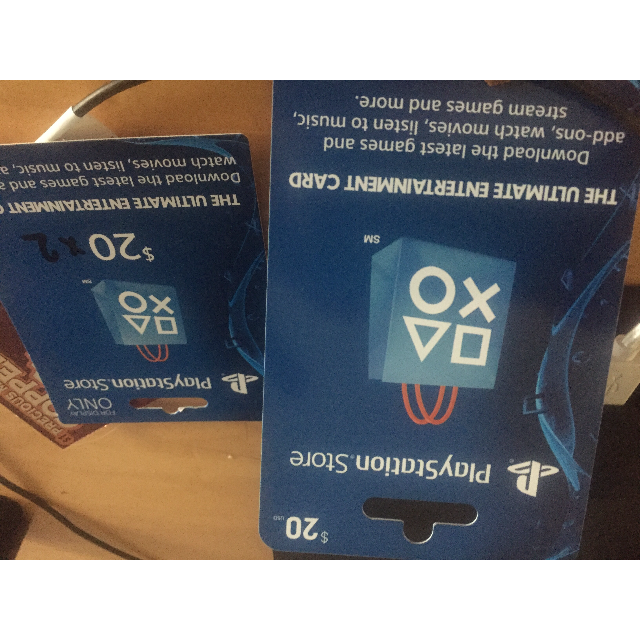 $20 USD
PlayStation.Store
SM
THE ULTIMATE ENTERTAINMENT CARD
Download the latest games and
add-ons, watch movies, listen to music,
stream games and more.
FOR DISPLAY
ONLY
PlayStation.Store
SM
$20 x2
THE ULTIMATE ENTERTAINMENT
Download the latest games and
watch movies, listen to music,